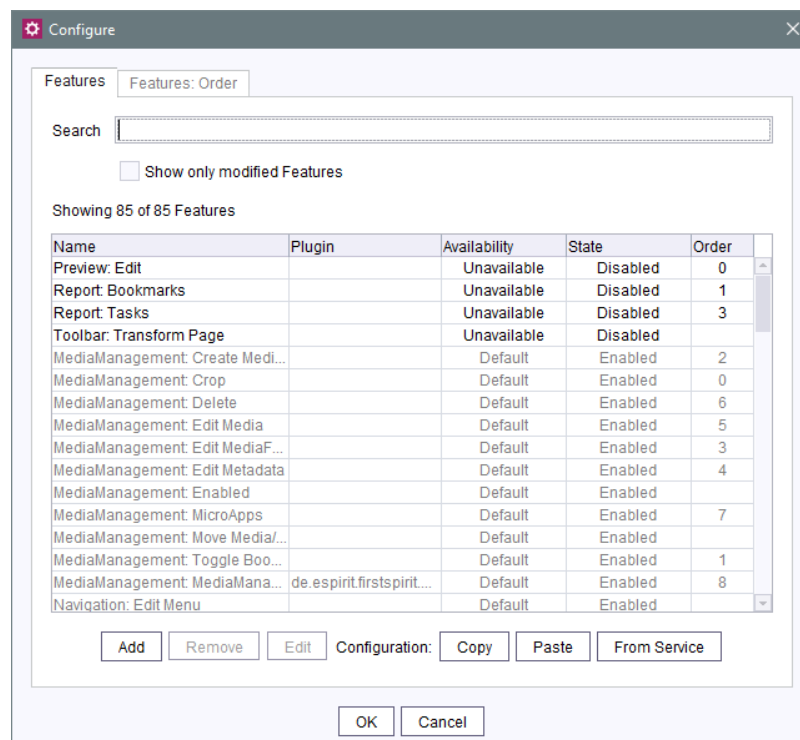 Configure
Features Features: Order
Search
Show only modified Features
Showing 85 of 85 Features
Name Plugin Availability State Order
Preview: Edit Unavailable Disabled 0
Report: Bookmarks Unavailable Disabled 1
Report: Tasks Unavailable Disabled 3
Toolbar: Transform Page Unavailable Disabled
MediaManagement: Create Medi... Default Enabled 2
MediaManagement: Crop Default Enabled 0
MediaManagement: Delete Default Enabled 6
MediaManagement: Edit Media Default Enabled 5
MediaManagement: Edit MediaF... Default Enabled 3
MediaManagement: Edit Metadata Default Enabled 4
MediaManagement: Enabled Default Enabled
MediaManagement: MicroApps Default Enabled 7
MediaManagement: Move Media/... Default Enabled
MediaManagement: Toggle Boo... Default Enabled 1
MediaManagement: MediaMana... de.espirit.firstspirit.... Default Enabled 8
Navigation: Edit Menu Default Enabled
Add Remove Edit Configuration: Copy Paste From Service
OK Cancel